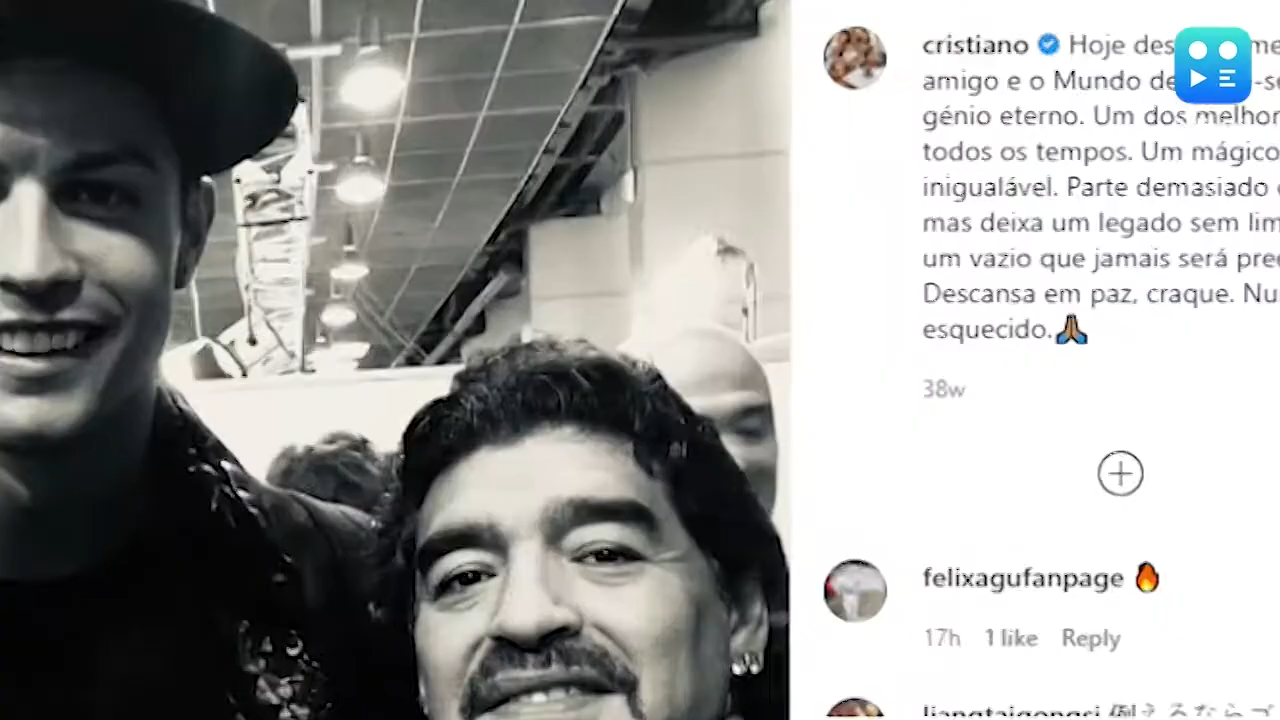 cristiano Hoje des
amigo e o Mundo de
génio eterno. Um dos melhor
todos os tempos. Um mágico
inigualável. Parte demasiado
mas deixa um legado sem lim
um vazio que jamais será pree
Descansa em paz, craque. Nu
esquecido.🙏🏽
38w
felixagufanpage 🔥
17h 1 like Reply